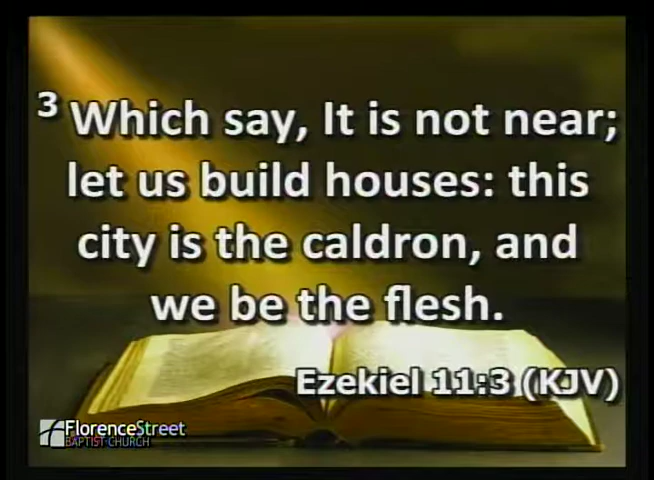 3 Which say, It is not near;
let us build houses: this
city is the caldron, and
we be the flesh.
Ezekiel 11:3 (KJV)
FlorenceStreet
BAPTIST·CHURCH